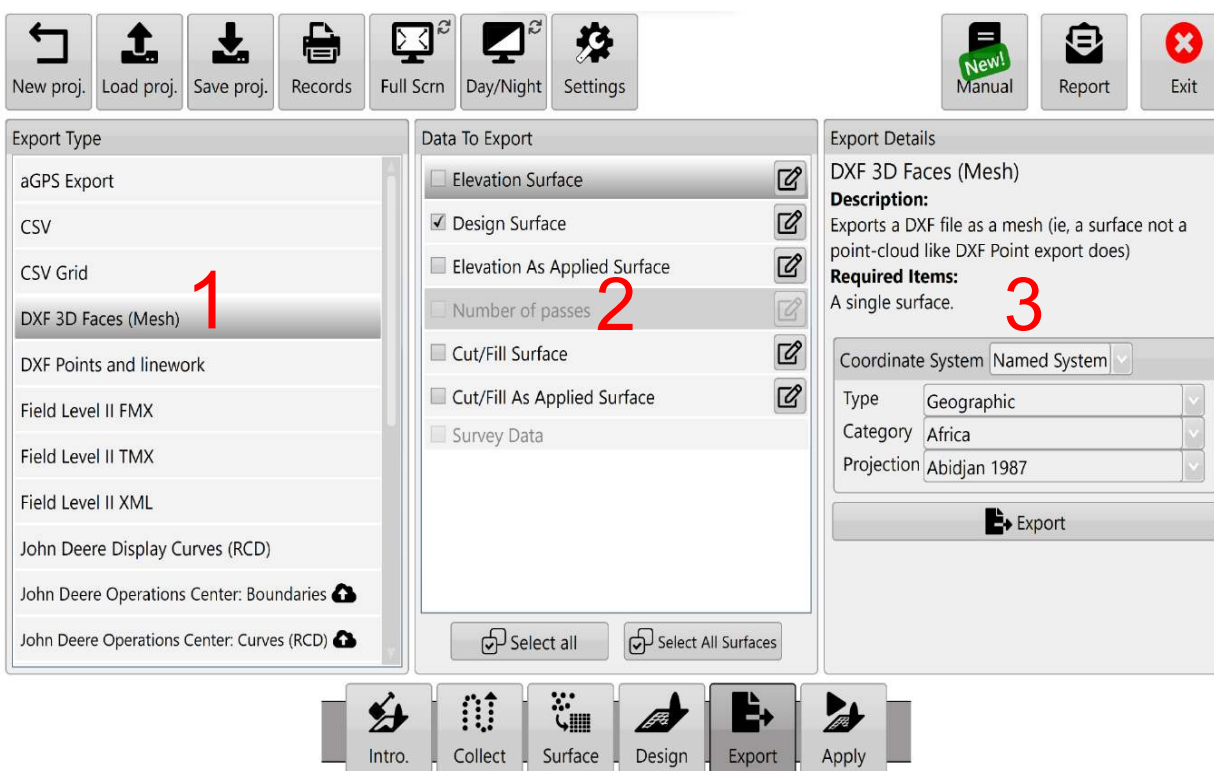 New proj.
Load proj.
Save proj.
Records
Full Scrn
Day/Night
Settings
New!
Manual
Report
Exit
Export Type
aGPS Export
CSV
CSV Grid
1
DXF 3D Faces (Mesh)
DXF Points and linework
Field Level II FMX
Field Level II TMX
Field Level II XML
John Deere Display Curves (RCD)
John Deere Operations Center: Boundaries
John Deere Operations Center: Curves (RCD)
Data To Export
Elevation Surface
Design Surface
Elevation As Applied Surface
2
Number of passes
Cut/Fill Surface
Cut/Fill As Applied Surface
Survey Data
Select all
Select All Surfaces
Export Details
DXF 3D Faces (Mesh)
Description:
Exports a DXF file as a mesh (ie, a surface not a
point-cloud like DXF Point export does)
Required Items:
A single surface.
3
Coordinate System Named System
Type Geographic
Category Africa
Projection Abidjan 1987
Export
Intro.
Collect
Surface
Design
Export
Apply